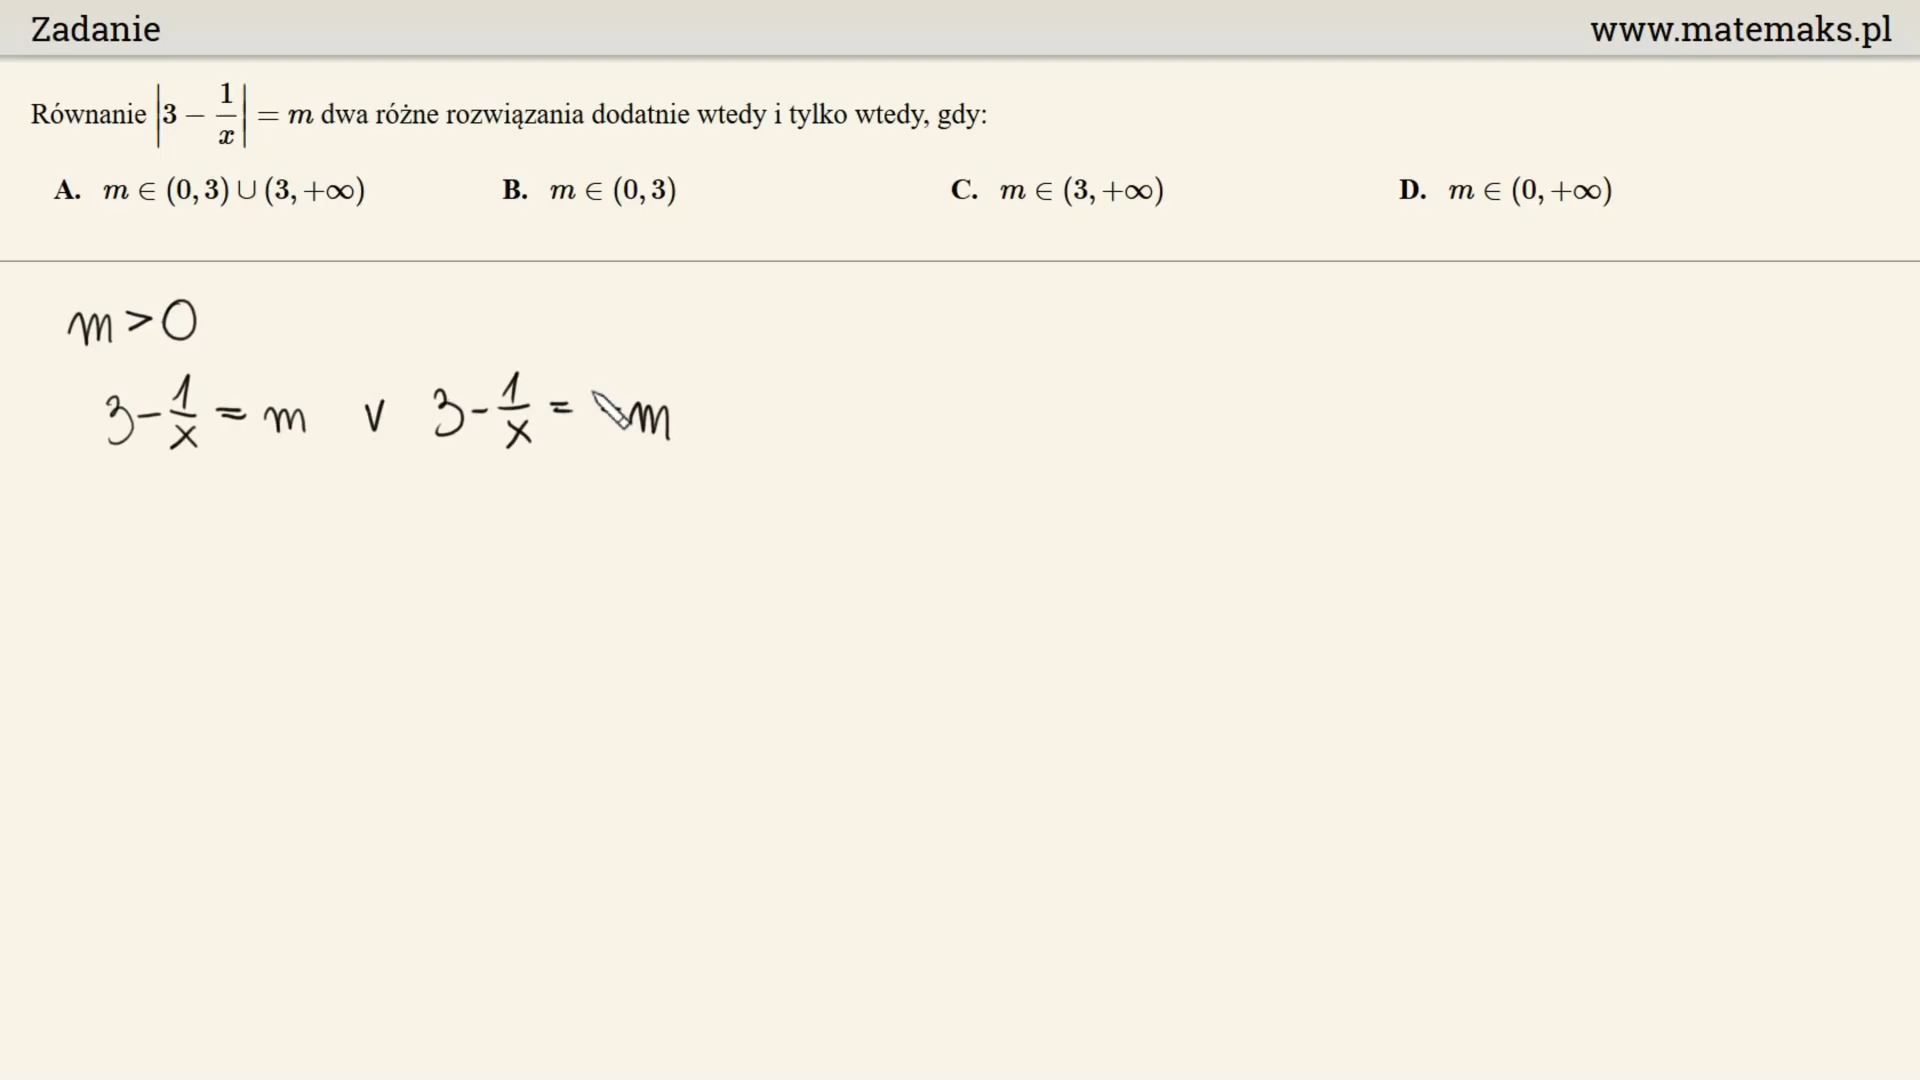 Zadanie www.matemaks.pl
Równanie |3 − 1/x| = m dwa różne rozwiązania dodatnie wtedy i tylko wtedy, gdy:
A. m ∈ (0, 3) ∪ (3, +∞) B. m ∈ (0, 3) C. m ∈ (3, +∞) D. m ∈ (0, +∞)
m > 0
3 - 1/x = m v 3 - 1/x = m